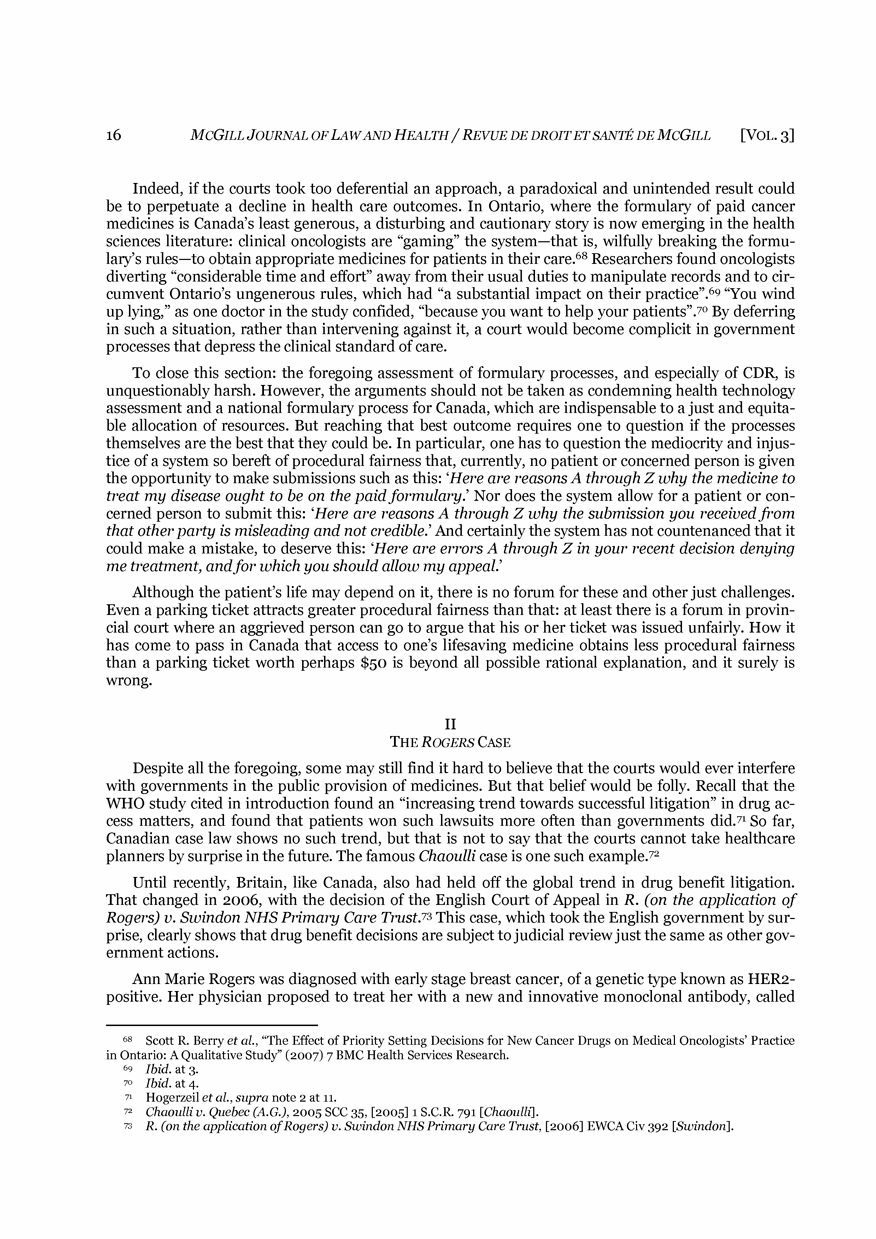 16 MCGILL JOURNAL OF LAW AND HEALTH / REVUE DE DROIT ET SANTÉ DE MCGILL [VOL. 3]
Indeed, if the courts took too deferential an approach, a paradoxical and unintended result could
be to perpetuate a decline in health care outcomes. In Ontario, where the formulary of paid cancer
medicines is Canada's least generous, a disturbing and cautionary story is now emerging in the health
sciences literature: clinical oncologists are “gaming” the system—that is, wilfully breaking the formu-
lary's rules—to obtain appropriate medicines for patients in their care.68 Researchers found oncologists
diverting “considerable time and effort” away from their usual duties to manipulate records and to cir-
cumvent Ontario's ungenerous rules, which had “a substantial impact on their practice”.69 “You wind
up lying,” as one doctor in the study confided, “because you want to help your patients”.70 By deferring
in such a situation, rather than intervening against it, a court would become complicit in government
processes that depress the clinical standard of care.
To close this section: the foregoing assessment of formulary processes, and especially of CDR, is
unquestionably harsh. However, the arguments should not be taken as condemning health technology
assessment and a national formulary process for Canada, which are indispensable to a just and equita-
ble allocation of resources. But reaching that best outcome requires one to question if the processes
themselves are the best that they could be. In particular, one has to question the mediocrity and injus-
tice of a system so bereft of procedural fairness that, currently, no patient or concerned person is given
the opportunity to make submissions such as this: ‘Here are reasons A through Z why the medicine to
treat my disease ought to be on the paid formulary.’ Nor does the system allow for a patient or con-
cerned person to submit this: ‘Here are reasons A through Z why the submission you received from
that other party is misleading and not credible.’ And certainly the system has not countenanced that it
could make a mistake, to deserve this: ‘Here are errors A through Z in your recent decision denying
me treatment, and for which you should allow my appeal.’
Although the patient's life may depend on it, there is no forum for these and other just challenges.
Even a parking ticket attracts greater procedural fairness than that: at least there is a forum in provin-
cial court where an aggrieved person can go to argue that his or her ticket was issued unfairly. How it
has come to pass in Canada that access to one's lifesaving medicine obtains less procedural fairness
than a parking ticket worth perhaps $50 is beyond all possible rational explanation, and it surely is
wrong.
II
THE ROGERS CASE
Despite all the foregoing, some may still find it hard to believe that the courts would ever interfere
with governments in the public provision of medicines. But that belief would be folly. Recall that the
WHO study cited in introduction found an “increasing trend towards successful litigation” in drug ac-
cess matters, and found that patients won such lawsuits more often than governments did.71 So far,
Canadian case law shows no such trend, but that is not to say that the courts cannot take healthcare
planners by surprise in the future. The famous Chaoulli case is one such example.72
Until recently, Britain, like Canada, also had held off the global trend in drug benefit litigation.
That changed in 2006, with the decision of the English Court of Appeal in R. (on the application of
Rogers) v. Swindon NHS Primary Care Trust.73 This case, which took the English government by sur-
prise, clearly shows that drug benefit decisions are subject to judicial review just the same as other gov-
ernment actions.
Ann Marie Rogers was diagnosed with early stage breast cancer, of a genetic type known as HER2-
positive. Her physician proposed to treat her with a new and innovative monoclonal antibody, called
68 Scott R. Berry et al., “The Effect of Priority Setting Decisions for New Cancer Drugs on Medical Oncologists’ Practice
in Ontario: A Qualitative Study” (2007) 7 BMC Health Services Research.
69 Ibid. at 3.
70 Ibid. at 4.
71 Hogerzeil et al., supra note 2 at 11.
72 Chaoulli v. Quebec (A.G.), 2005 SCC 35, [2005] 1 S.C.R. 791 [Chaoulli].
73 R. (on the application of Rogers) v. Swindon NHS Primary Care Trust, [2006] EWCA Civ 392 [Swindon].